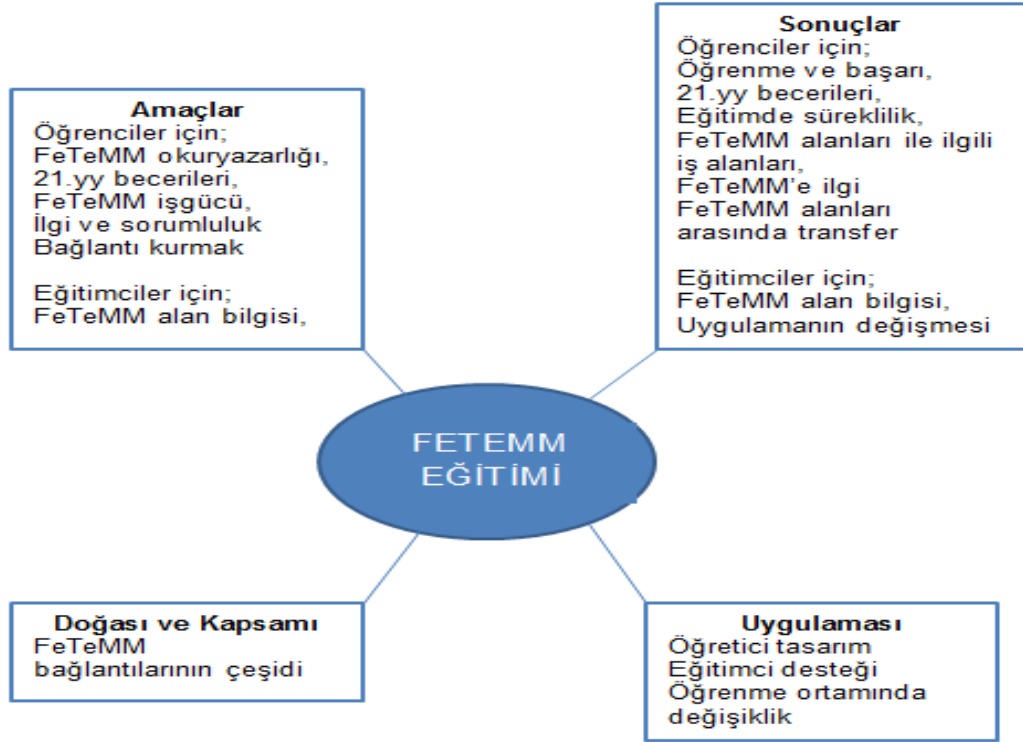 Amaçlar
Öğrenciler için;
FeTeMM okuryazarlığı,
21.yy becerileri,
FeTeMM işgücü,
İlgi ve sorumluluk
Bağlantı kurmak
Eğitimciler için;
FeTeMM alan bilgisi,
Sonuçlar
Öğrenciler için;
Öğrenme ve başarı,
21.yy becerileri,
Eğitimde süreklilik,
FeTeMM alanları ile ilgili
iş alanları,
FeTeMM'e ilgi
FeTeMM alanları
arasında transfer
Eğitimciler için;
FeTeMM alan bilgisi,
Uygulamanın değişmesi
FETEMM
EĞİTİMİ
Doğası ve Kapsamı
FeTeMM
bağlantılarının çeşidi
Uygulaması
Öğretici tasarım
Eğitimci desteği
Öğrenme ortamında
değişiklik